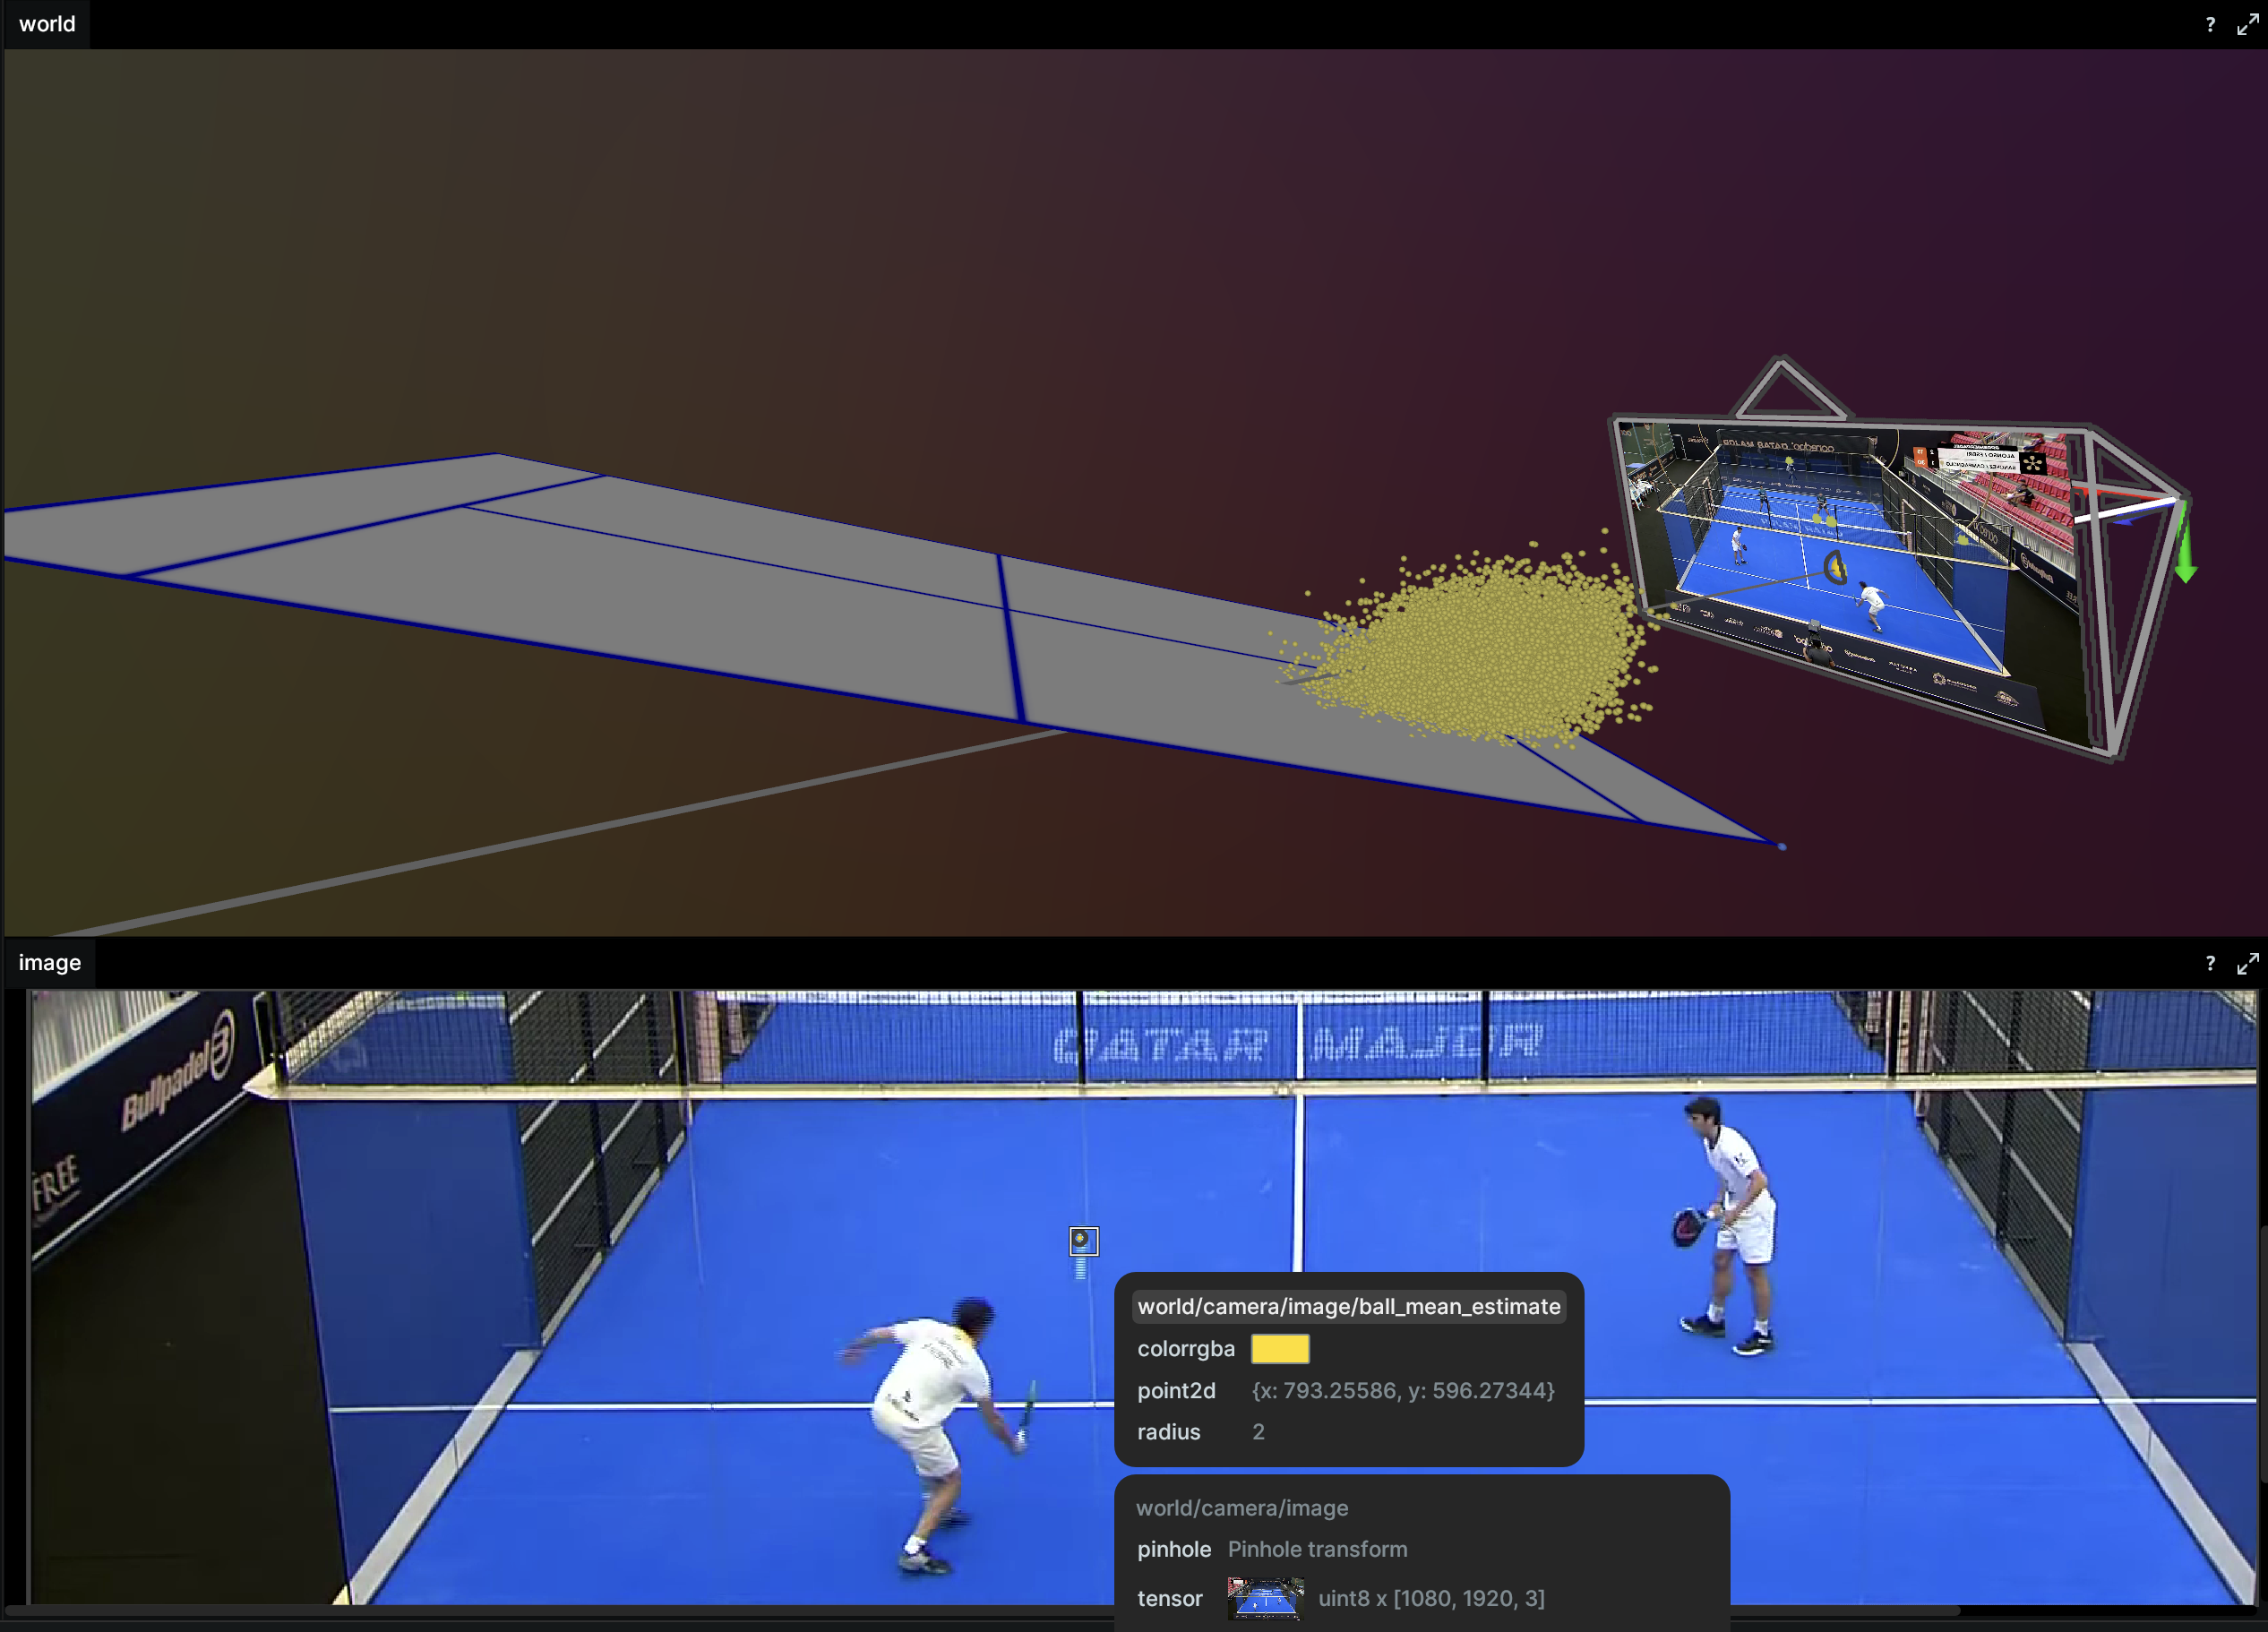 world
?
?
image
Bullpadel
FREE
QATAR MAJOR
world/camera/image/ball_mean_estimate
colorrgba
point2d {x: 793.25586, y: 596.27344}
radius 2
world/camera/image
pinhole Pinhole transform
tensor uint8 x [1080, 1920, 3]